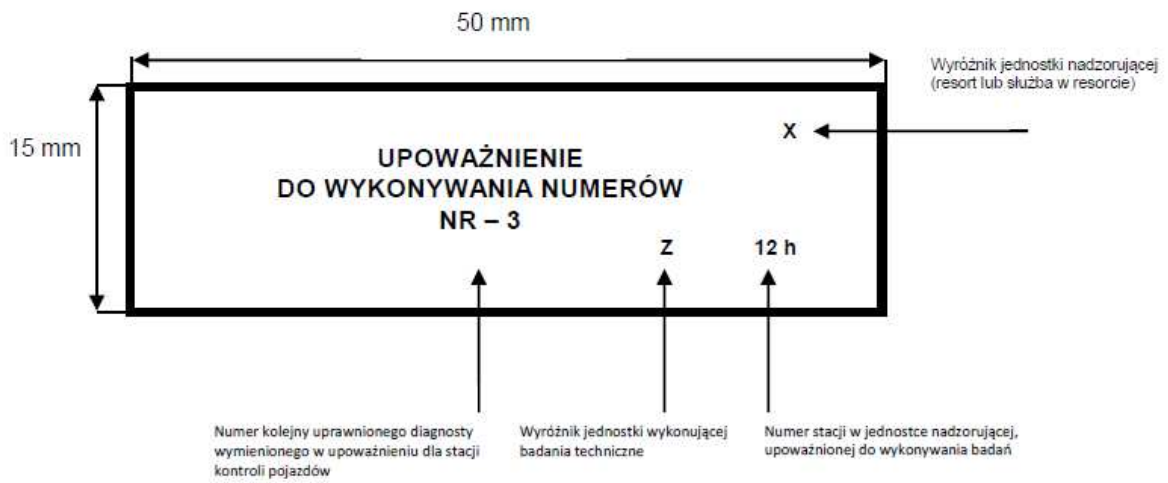 50 mm
Wyróżnik jednostki nadzorującej
(resort lub służba w resorcie)
15 mm
X
UPOWAŻNIENIE
DO WYKONYWANIA NUMERÓW
NR – 3
Z 12 h
Numer kolejny uprawnionego diagnosty
wymienionego w upoważnieniu dla stacji
kontroli pojazdów
Wyróżnik jednostki wykonującej
badania techniczne
Numer stacji w jednostce nadzorującej,
upoważnionej do wykonywania badań